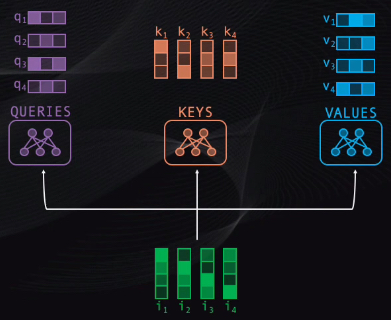 q1
q2
q3
q4
k1 k2 k3 k4
v1
v2
v3
v4
QUERIES KEYS VALUES
i1 i2 i3 i4